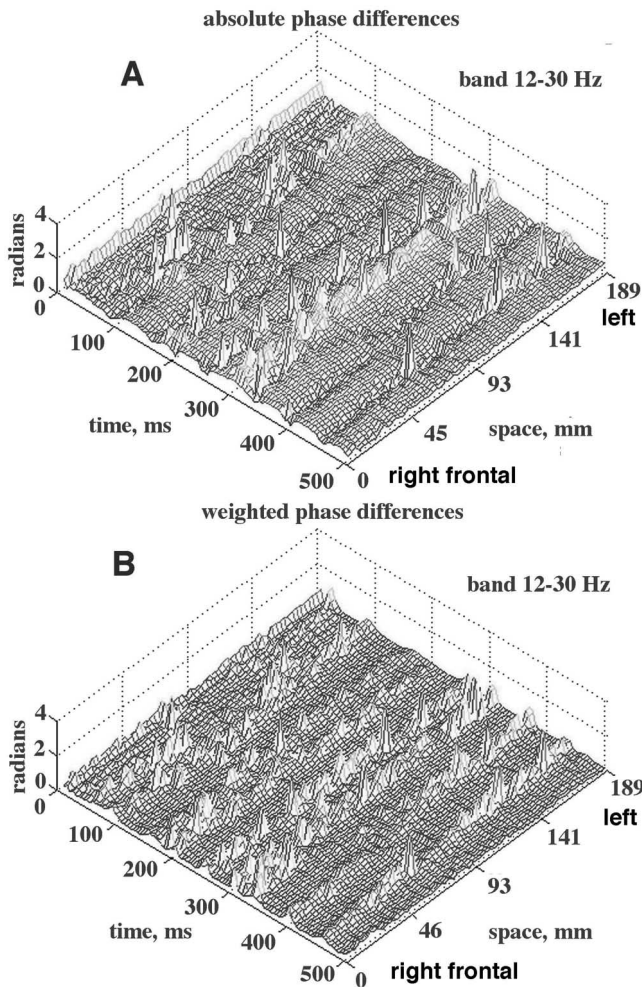 absolute phase differences
A
band 12-30 Hz
4
2
0
radians
0
100
200
300
400
500
time, ms
189
left
141
93
45
0
space, mm
right frontal
weighted phase differences
B
band 12-30 Hz
4
2
0
radians
0
100
200
300
400
500
time, ms
189
left
141
93
46
0
space, mm
right frontal